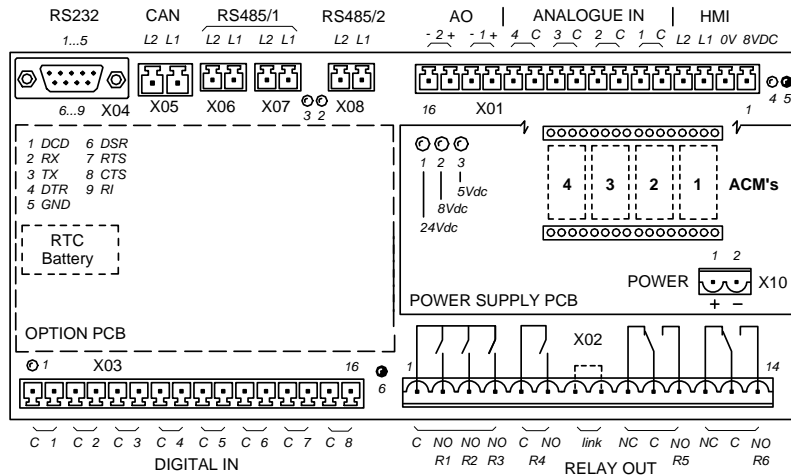 RS232 CAN RS485/1 RS485/2 AO ANALOGUE IN HMI
1...5 L2 L1 L2 L1 L2 L1 L2 L1 - 2 + - 1 + 4 C 3 C 2 C 1 C L2 L1 0V 8VDC
6...9 X04 X05 X06 X07 3 2 X08 16 X01 1 4 5
1 DCD 6 DSR
2 RX 7 RTS
3 TX 8 CTS
4 DTR 9 RI
5 GND
RTC
Battery
OPTION PCB
1 2 3
5Vdc
8Vdc
24Vdc
4 3 2 1 ACM's
1 2
POWER X10
+ −
POWER SUPPLY PCB
1 X03 16 6
1 X02 14
C 1 C 2 C 3 C 4 C 5 C 6 C 7 C 8
DIGITAL IN
C NO NO NO C NO link NC C NO NC C NO
R1 R2 R3 R4 R5 R6
RELAY OUT